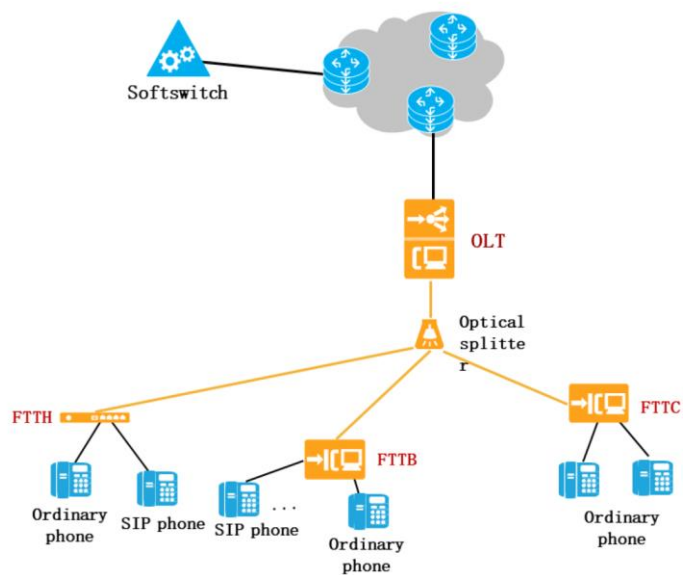 Softswitch
OLT
Optical
splitte
r
FTTH
FTTC
FTTB
Ordinary
phone
SIP phone
SIP phone
...
Ordinary
phone
Ordinary
phone